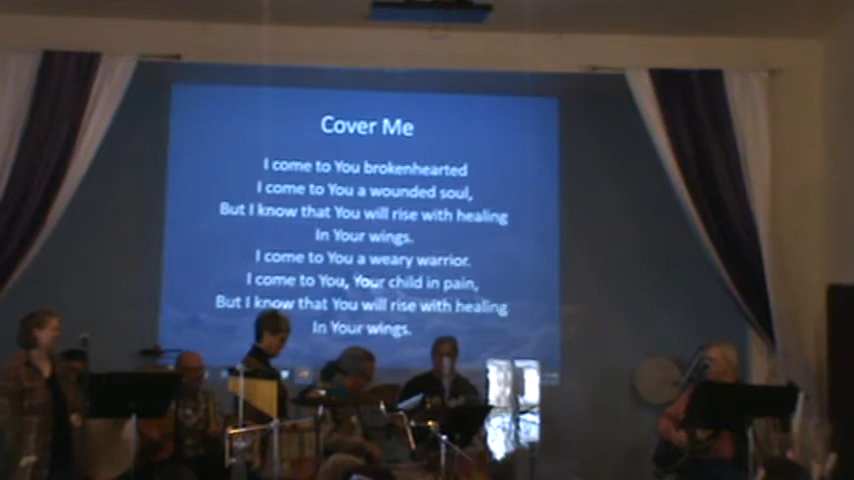 Cover Me
I come to You brokenhearted
I come to You a wounded soul,
But I know that You will rise with healing
In Your wings.
I come to You a weary warrior.
I come to You, Your child in pain,
But I know that You will rise with healing
In Your wings.